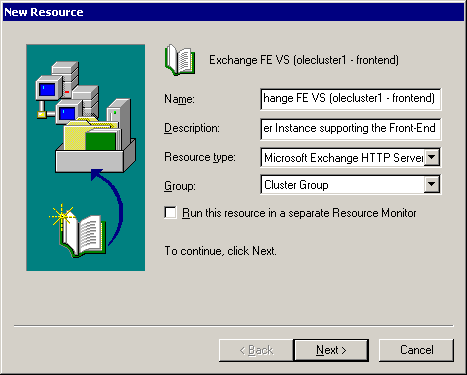 New Resource
Exchange FE VS (olecluster1 - frontend)
Name: hange FE VS (olecluster1 - frontend)
Description: er Instance supporting the Front-End
Resource type: Microsoft Exchange HTTP Server
Group: Cluster Group
Run this resource in a separate Resource Monitor
To continue, click Next.
< Back Next > Cancel